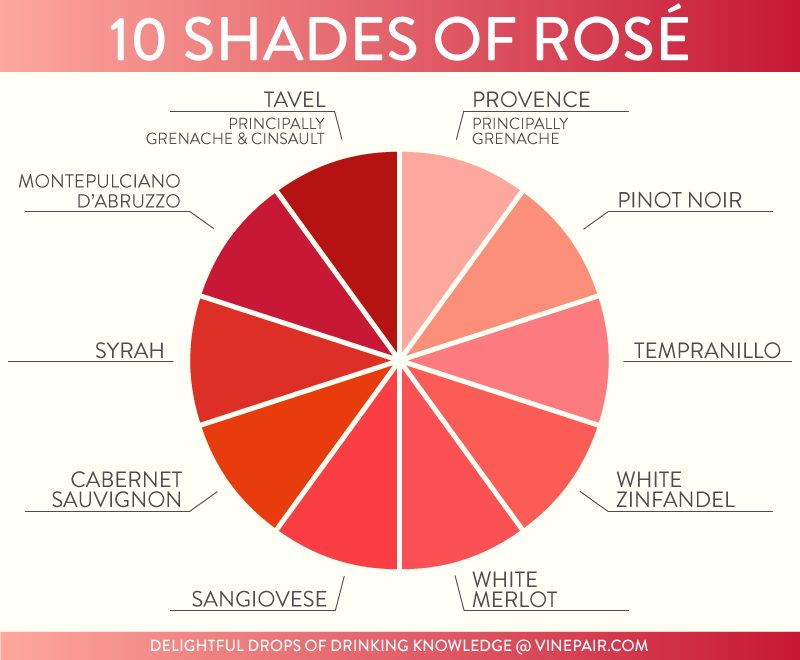 10 SHADES OF ROSÉ
TAVEL
PRINCIPALLY
GRENACHE & CINSAULT
PROVENCE
PRINCIPALLY
GRENACHE
MONTEPULCIANO
D'ABRUZZO
PINOT NOIR
SYRAH
TEMPRANILLO
CABERNET
SAUVIGNON
WHITE
ZINFANDEL
SANGIOVESE
WHITE
MERLOT
DELIGHTFUL DROPS OF DRINKING KNOWLEDGE @ VINEPAIR.COM